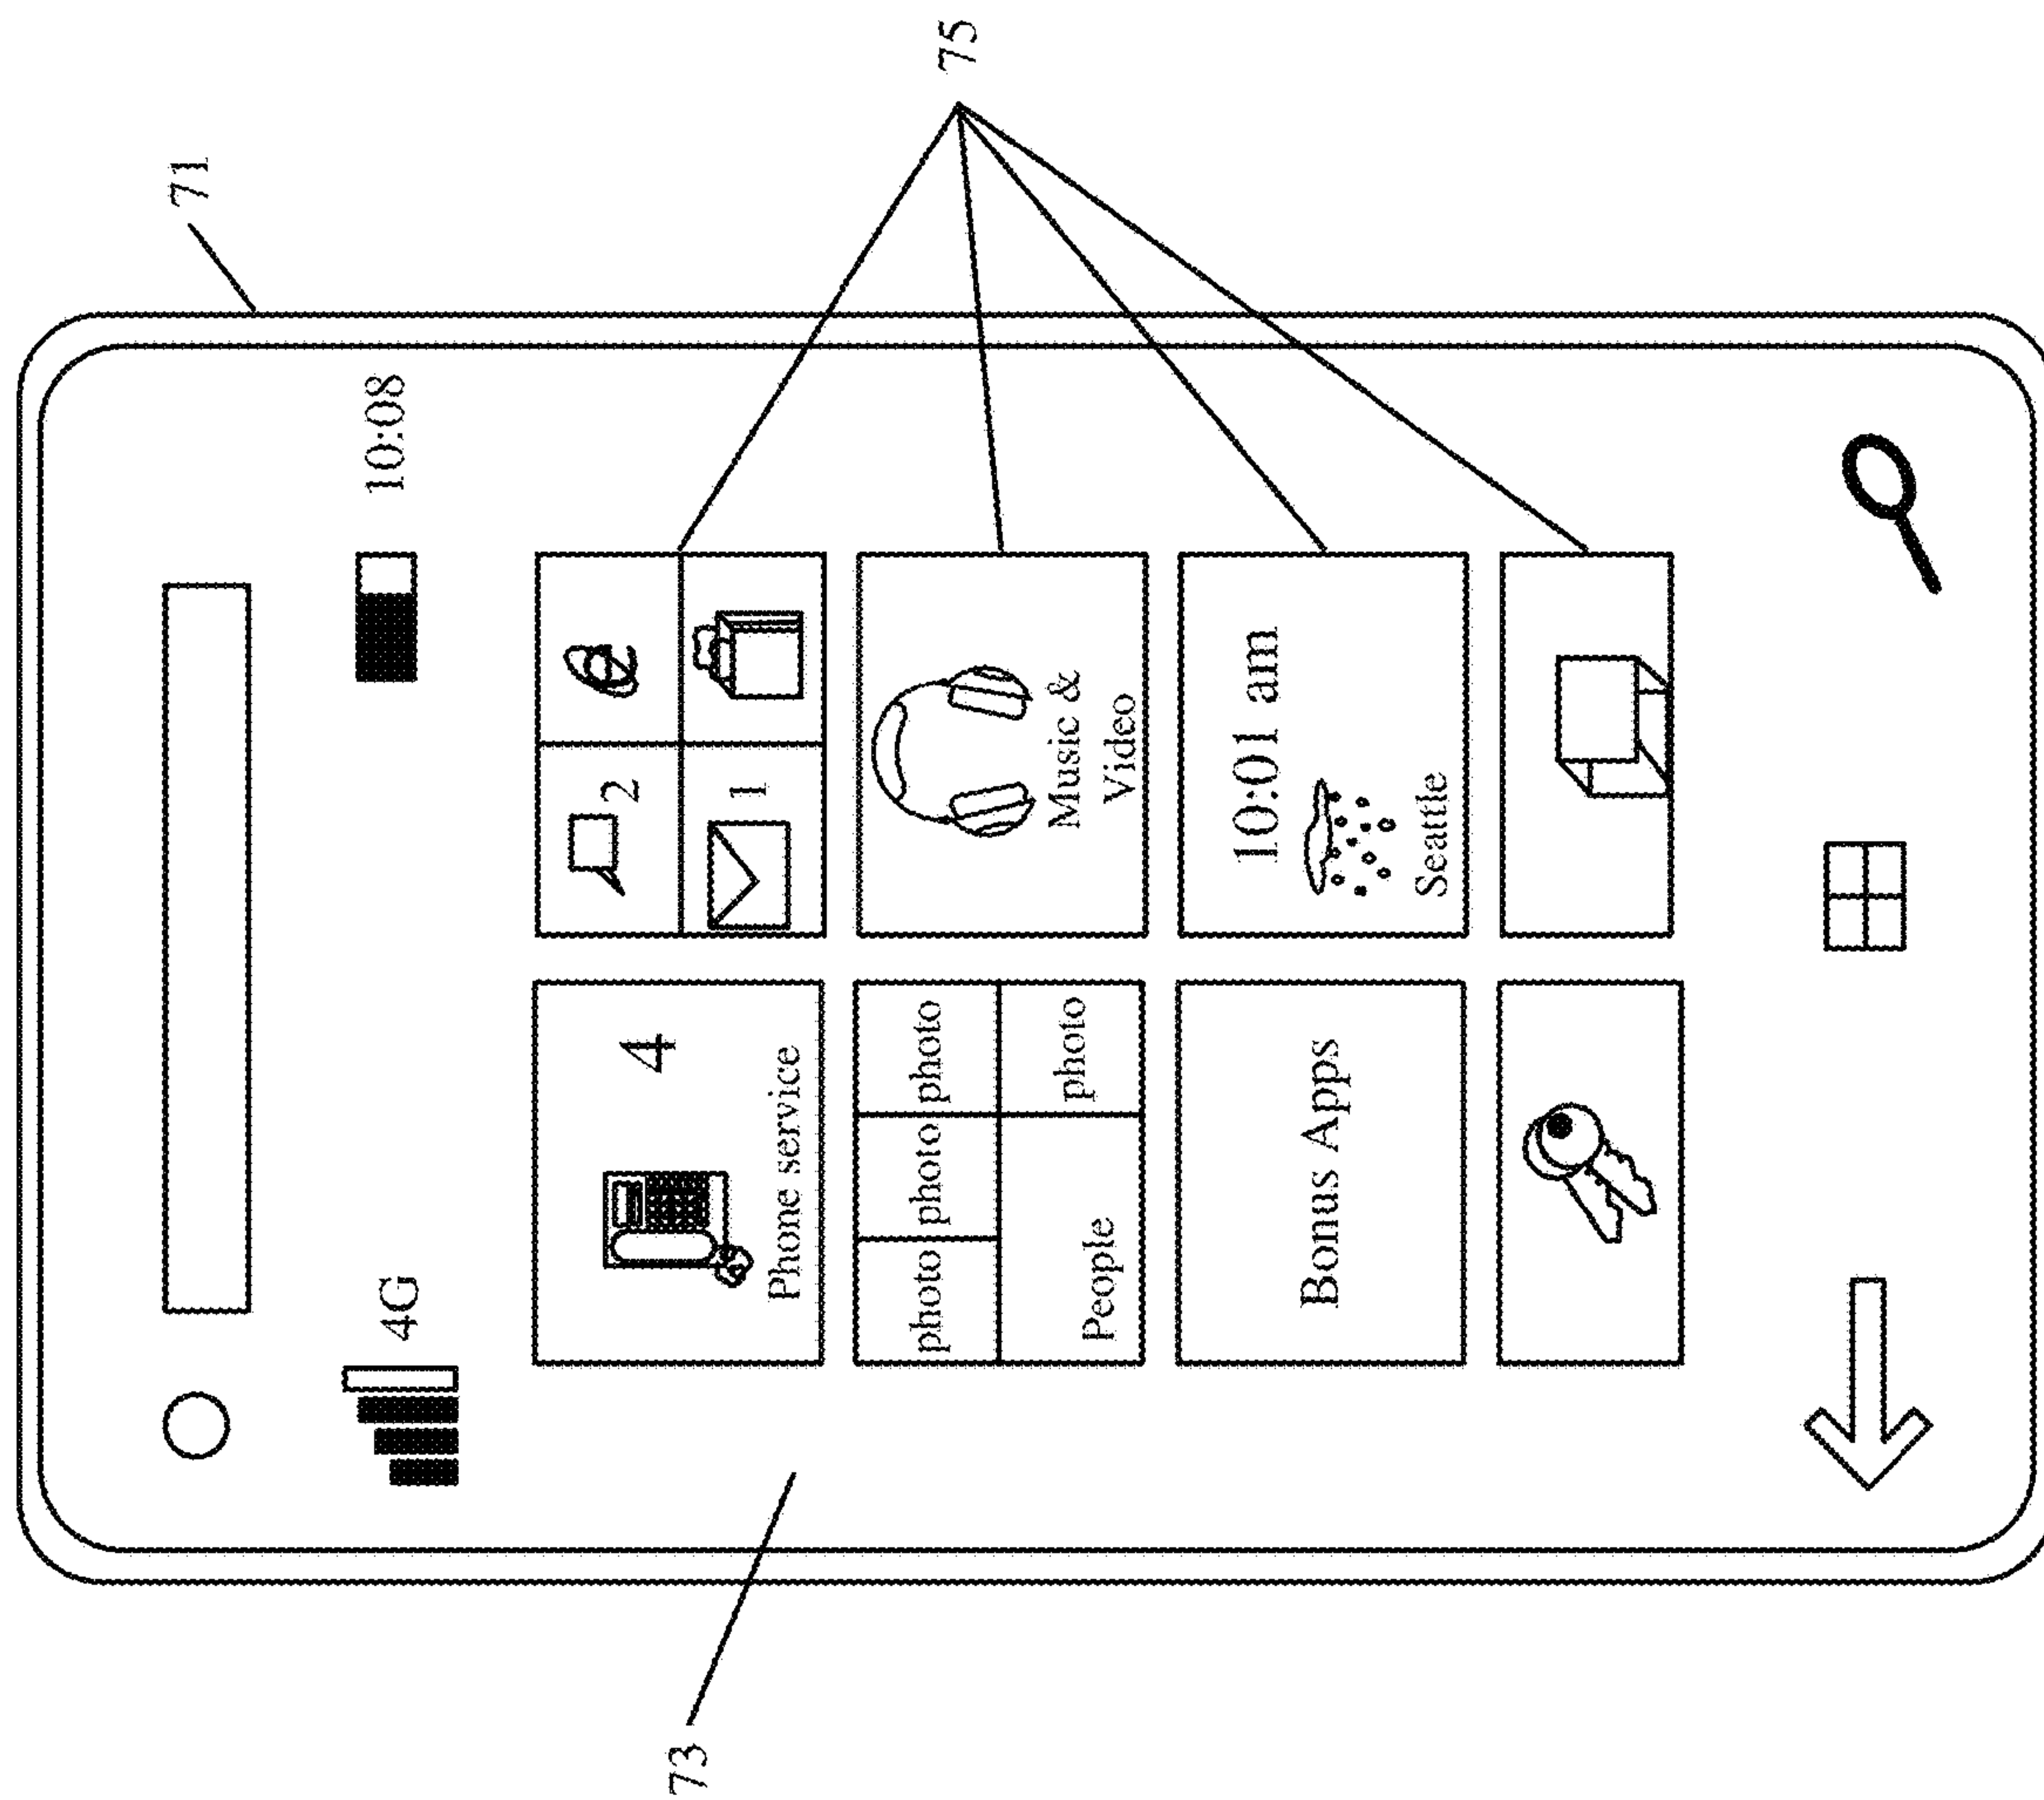 71
4G
10:08
4
Phone service
2
1
75
photo photo photo
People
photo
Music &
Video
Bonus Apps
10:01 am
Seattle
73